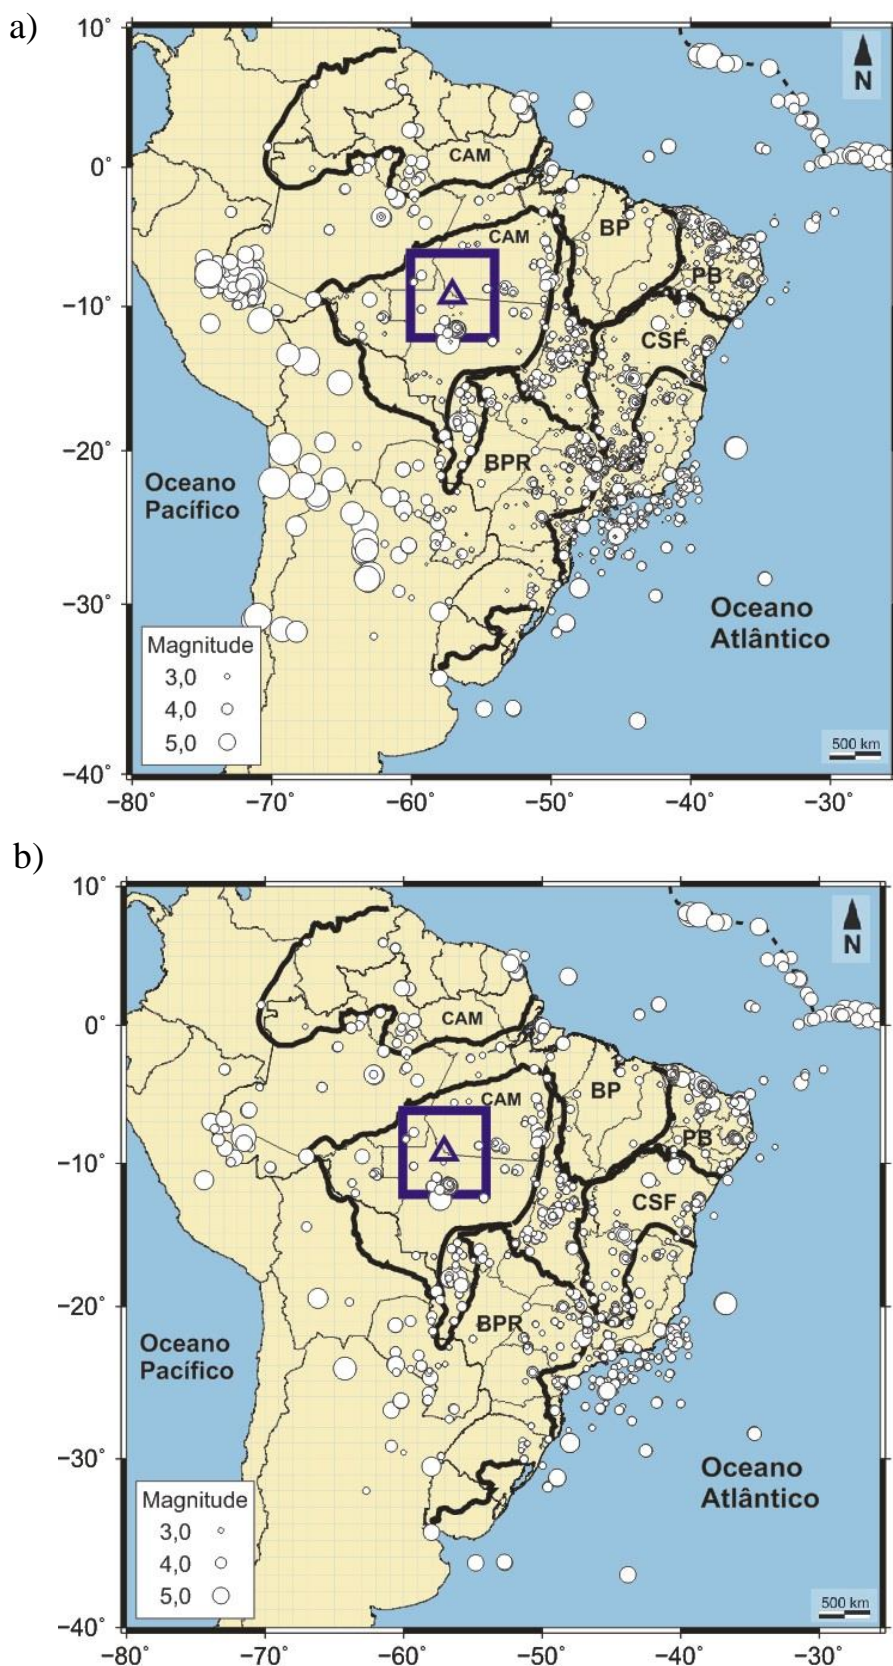 a)
10°
0°
−10°
−20°
−30°
−40°
N
CAM
CAM
BP
PB
CSF
BPR
Oceano
Pacífico
Oceano
Atlântico
Magnitude
3,0
4,0
5,0
500 km
−80° −70° −60° −50° −40° −30°
b)
10°
0°
−10°
−20°
−30°
−40°
N
CAM
CAM
BP
PB
CSF
BPR
Oceano
Pacífico
Oceano
Atlântico
Magnitude
3,0
4,0
5,0
500 km
−80° −70° −60° −50° −40° −30°